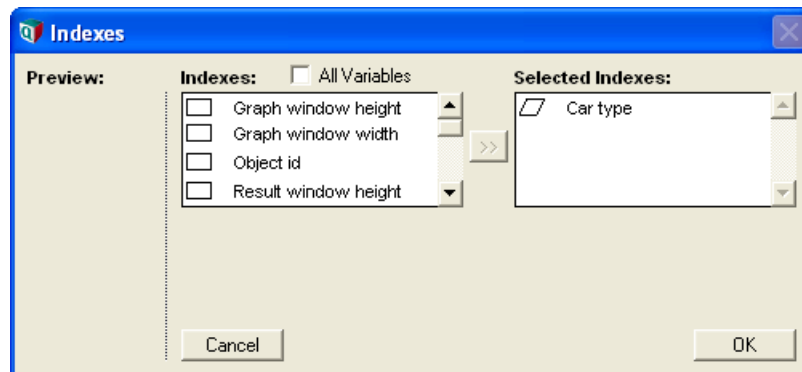 Indexes
Preview:
Indexes:
All Variables
Selected Indexes:
Graph window height
Graph window width
Object id
Result window height
>>
Car type
Cancel
OK